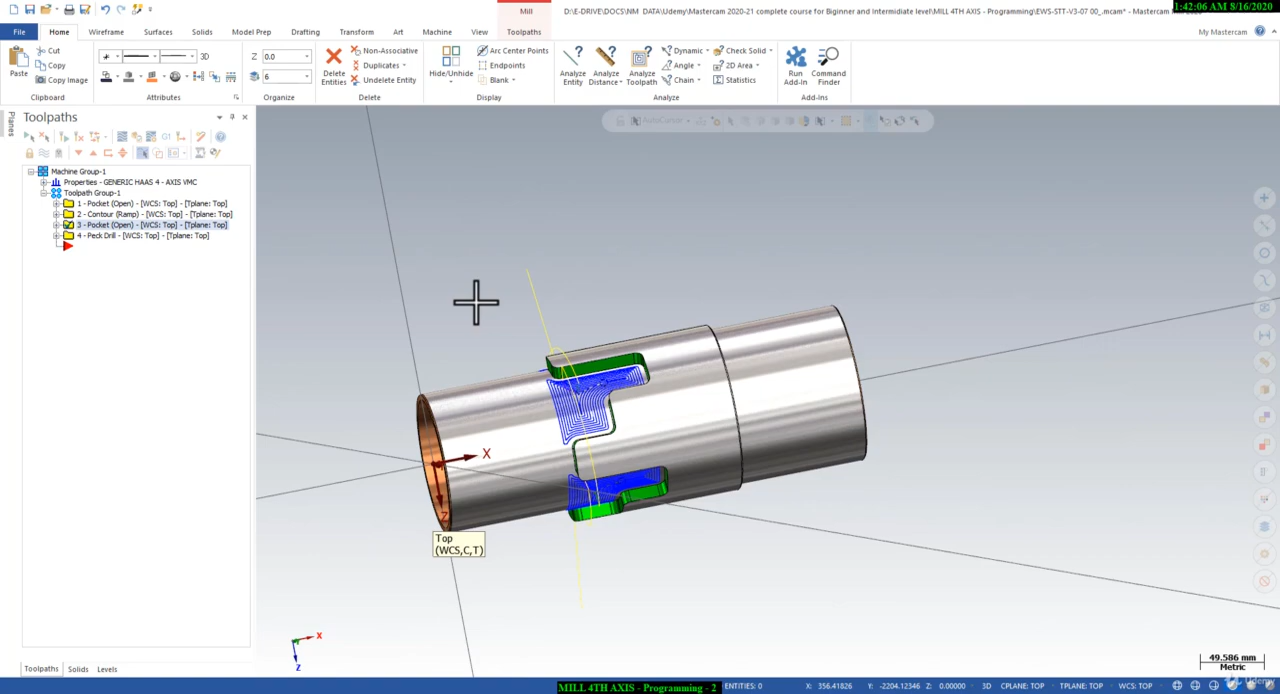 Mill
D:\E-DRIVE\DOCS\NM DATA\Udemy\Mastercam 2020-21 complete course for Biginner and Intirmidiate level\MILL 4TH AXIS - Programming\EWS-STT-V3-07 00_.mcam* - Mastercam
1:42:06 AM 8/16/2020
File Home Wireframe Surfaces Solids Model Prep Drafting Transform Art Machine View Toolpaths My Mastercam
Paste
Cut
Copy
Copy Image
Clipboard
3D
Attributes
Z 0.0
6
Organize
Delete Entities
Non-Associative
Duplicates
Undelete Entity
Delete
Hide/Unhide
Arc Center Points
Endpoints
Blank
Display
Analyze Entity
Analyze Distance
Analyze Toolpath
Dynamic
Angle
Chain
Check Solid
2D Area
Statistics
Analyze
Run Add-In
Command Finder
Add-Ins
Planes
Toolpaths
G1
AutoCursor
Machine Group-1
Properties - GENERIC HAAS 4 - AXIS VMC
Toolpath Group-1
1 - Pocket (Open) - [WCS: Top] - [Tplane: Top]
2 - Contour (Ramp) - [WCS: Top] - [Tplane: Top]
3 - Pocket (Open) - [WCS: Top] - [Tplane: Top]
4 - Peck Drill - [WCS: Top] - [Tplane: Top]
X
Z
Top
(WCS,C,T)
X
Z
49.586 mm
Metric
Toolpaths Solids Levels
Udemy
MILL 4TH AXIS - Programming - 2
ENTITIES: 0 X: 356.41826 Y: -2204.12346 Z: 0.00000 3D CPLANE: TOP TPLANE: TOP WCS: TOP